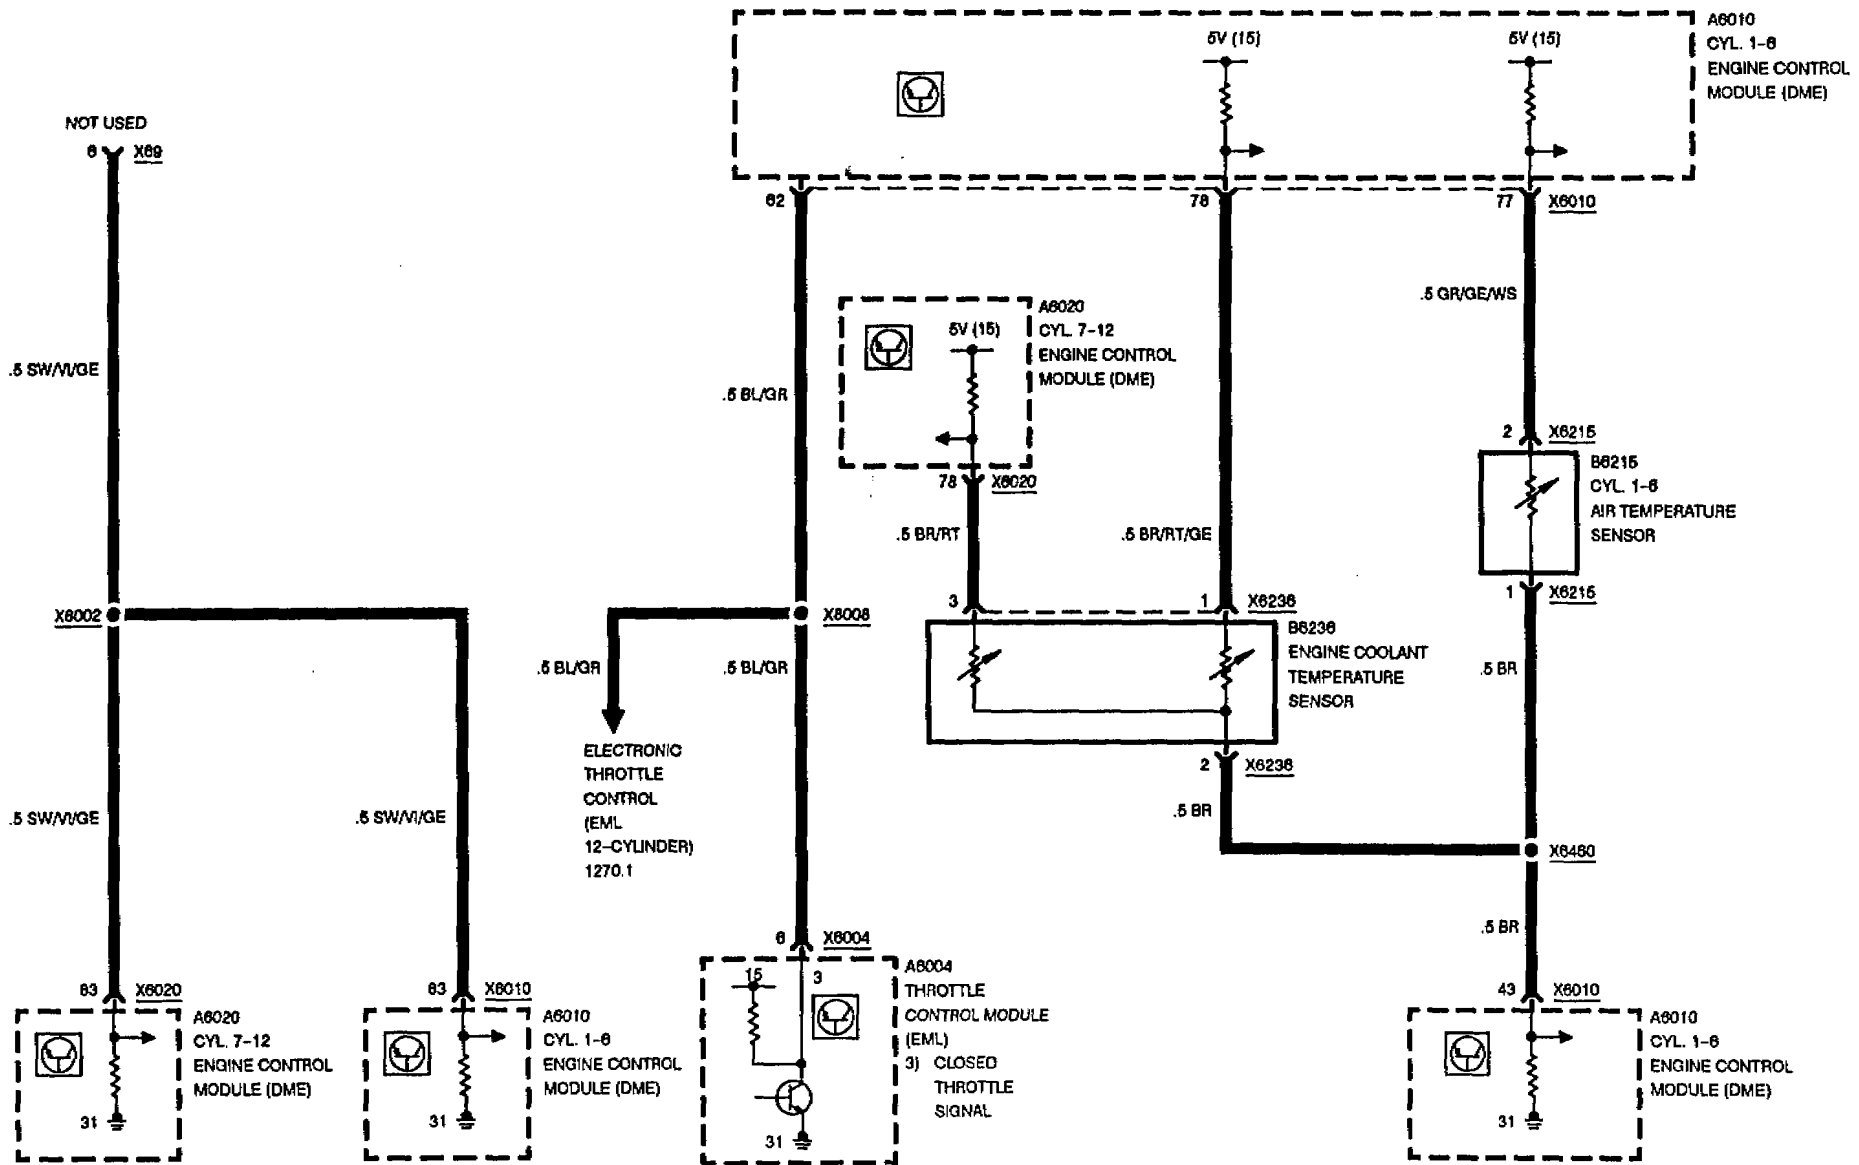 A6010
CYL. 1-6
ENGINE CONTROL
MODULE (DME)
5V (15)
5V (15)
NOT USED
6
X69
62
78
77
X6010
.5 GR/GE/WS
A6020
CYL. 7-12
ENGINE CONTROL
MODULE (DME)
5V (15)
.5 SW/VI/GE
.5 BL/GR
2
X6215
B6215
CYL. 1-6
AIR TEMPERATURE
SENSOR
78
X6020
.5 BR/RT
.5 BR/RT/GE
1
X6215
3
1
X6236
X6002
X6008
B6236
ENGINE COOLANT
TEMPERATURE
SENSOR
.5 BL/GR
.5 BL/GR
.5 BR
ELECTRONIC
THROTTLE
CONTROL
(EML
12-CYLINDER)
1270.1
2
X6236
.5 BR
.5 SW/VI/GE
.5 SW/VI/GE
X6460
.5 BR
6
X6004
A6004
THROTTLE
CONTROL MODULE
(EML)
3) CLOSED
THROTTLE
SIGNAL
15
3
31
63
X6020
A6020
CYL. 7-12
ENGINE CONTROL
MODULE (DME)
31
63
X6010
A6010
CYL. 1-6
ENGINE CONTROL
MODULE (DME)
31
43
X6010
A6010
CYL. 1-6
ENGINE CONTROL
MODULE (DME)
31